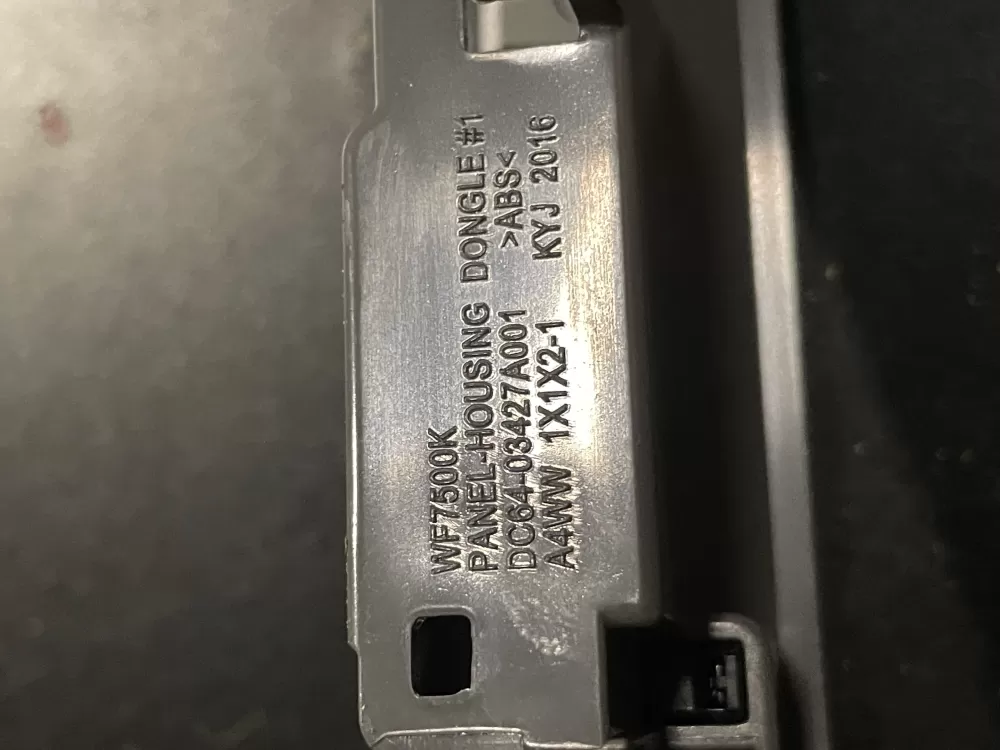 WF7500K
PANEL-HOUSING DONGLE #1
DC64-03427A001 >ABS<
A4WW 1X1X2-1 KYJ 2016